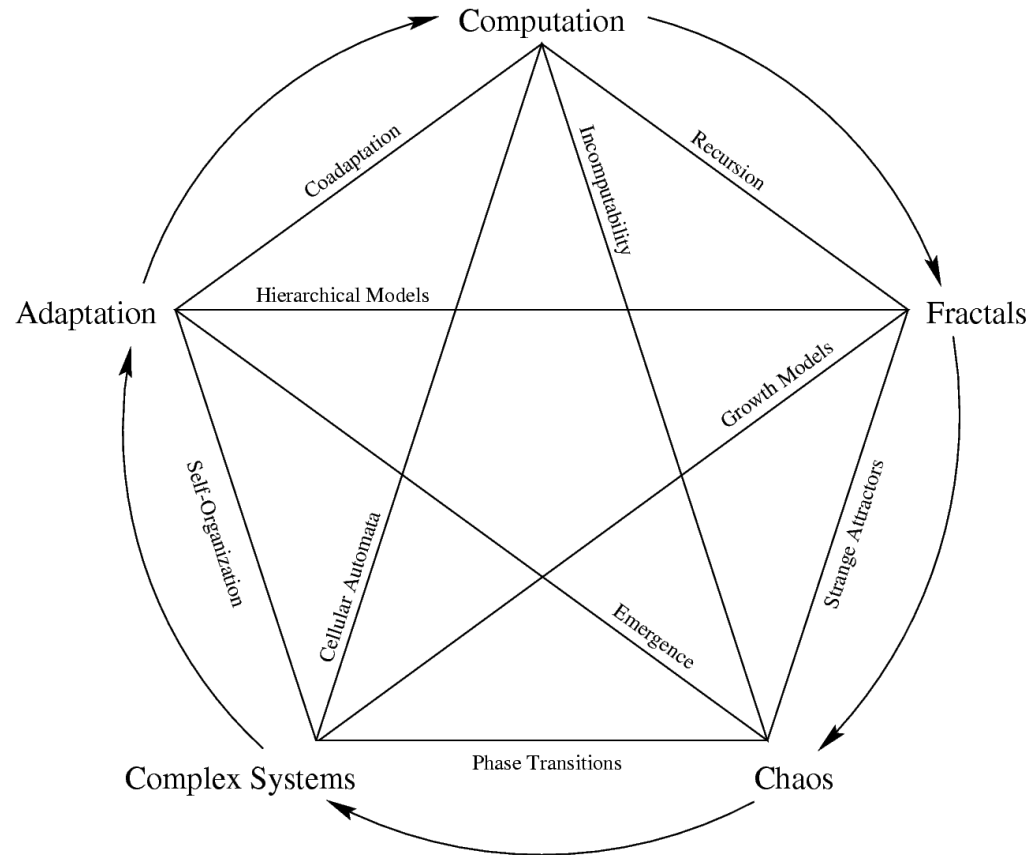 Computation
Coadaptation
Incomputability
Recursion
Adaptation
Hierarchical Models
Fractals
Growth Models
Self-Organization
Cellular Automata
Strange Attractors
Emergence
Phase Transitions
Complex Systems
Chaos